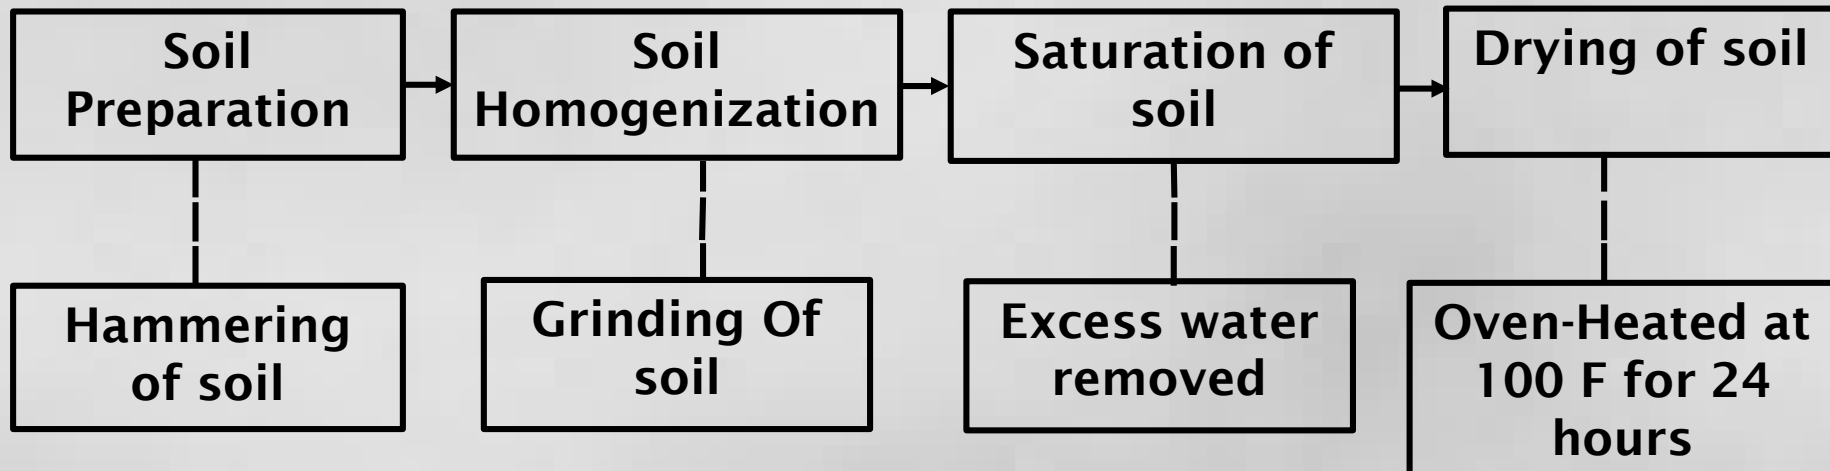 Soil
Preparation
Soil
Homogenization
Saturation of
soil
Drying of soil
Hammering
of soil
Grinding Of
soil
Excess water
removed
Oven-Heated at
100 F for 24
hours